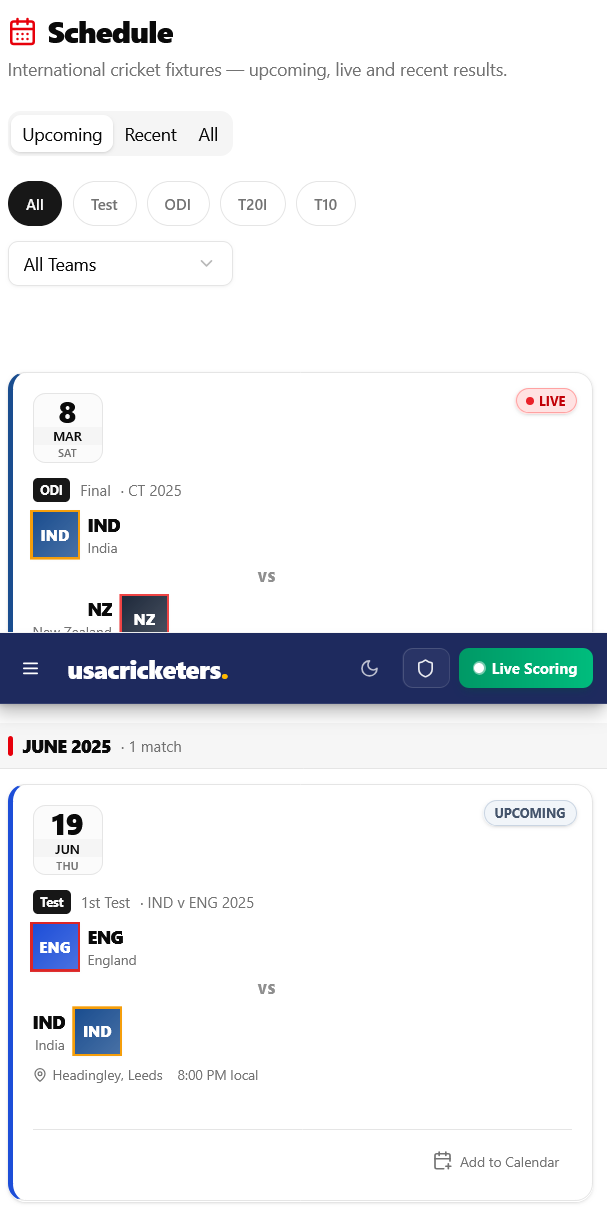 Schedule
International cricket fixtures — upcoming, live and recent results.
Upcoming Recent All
All Test ODI T20I T10
All Teams
8
MAR
SAT
LIVE
ODI Final · CT 2025
IND IND
India
VS
NZ NZ
New Zealand
usacricketers. Live Scoring
JUNE 2025 · 1 match
19
JUN
THU
UPCOMING
Test 1st Test · IND v ENG 2025
ENG ENG
England
VS
IND IND
India
Headingley, Leeds 8:00 PM local
Add to Calendar